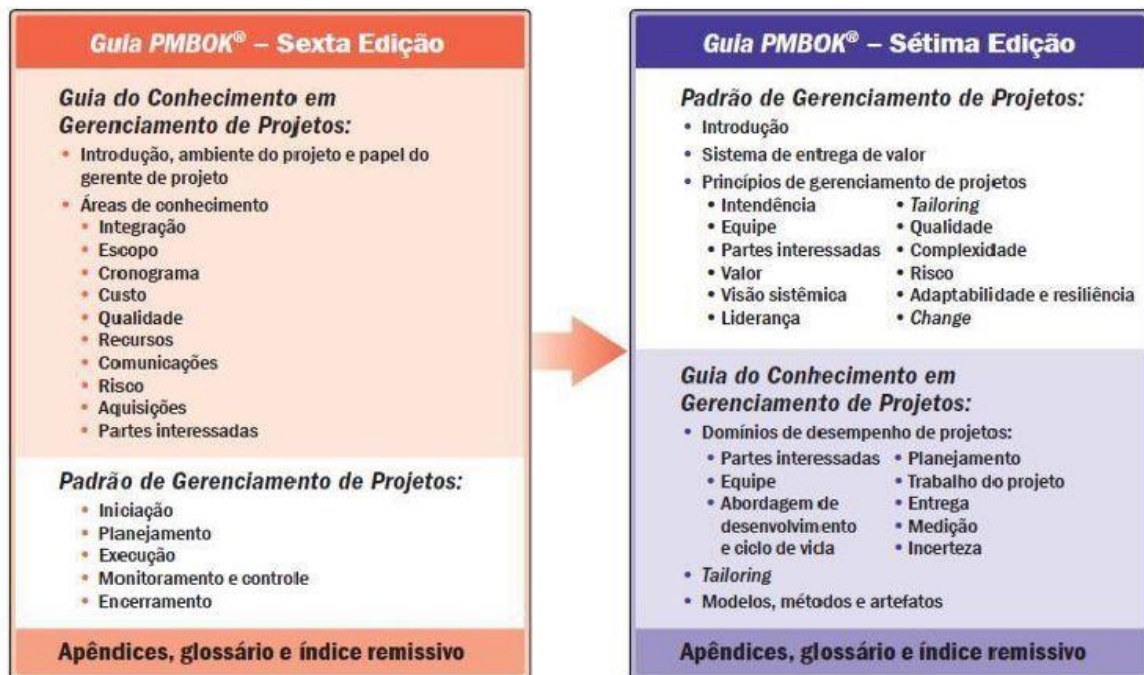 Guia PMBOK® – Sexta Edição
Guia do Conhecimento em
Gerenciamento de Projetos:
• Introdução, ambiente do projeto e papel do
gerente de projeto
• Áreas de conhecimento
• Integração
• Escopo
• Cronograma
• Custo
• Qualidade
• Recursos
• Comunicações
• Risco
• Aquisições
• Partes interessadas
Padrão de Gerenciamento de Projetos:
• Iniciação
• Planejamento
• Execução
• Monitoramento e controle
• Encerramento
Apêndices, glossário e índice remissivo
Guia PMBOK® – Sétima Edição
Padrão de Gerenciamento de Projetos:
• Introdução
• Sistema de entrega de valor
• Princípios de gerenciamento de projetos
• Intendência
• Equipe
• Partes interessadas
• Valor
• Visão sistêmica
• Liderança
• Tailoring
• Qualidade
• Complexidade
• Risco
• Adaptabilidade e resiliência
• Change
Guia do Conhecimento em
Gerenciamento de Projetos:
• Domínios de desempenho de projetos:
• Partes interessadas
• Equipe
• Abordagem de
desenvolvimento
e ciclo de vida
• Planejamento
• Trabalho do projeto
• Entrega
• Medição
• Incerteza
• Tailoring
• Modelos, métodos e artefatos
Apêndices, glossário e índice remissivo